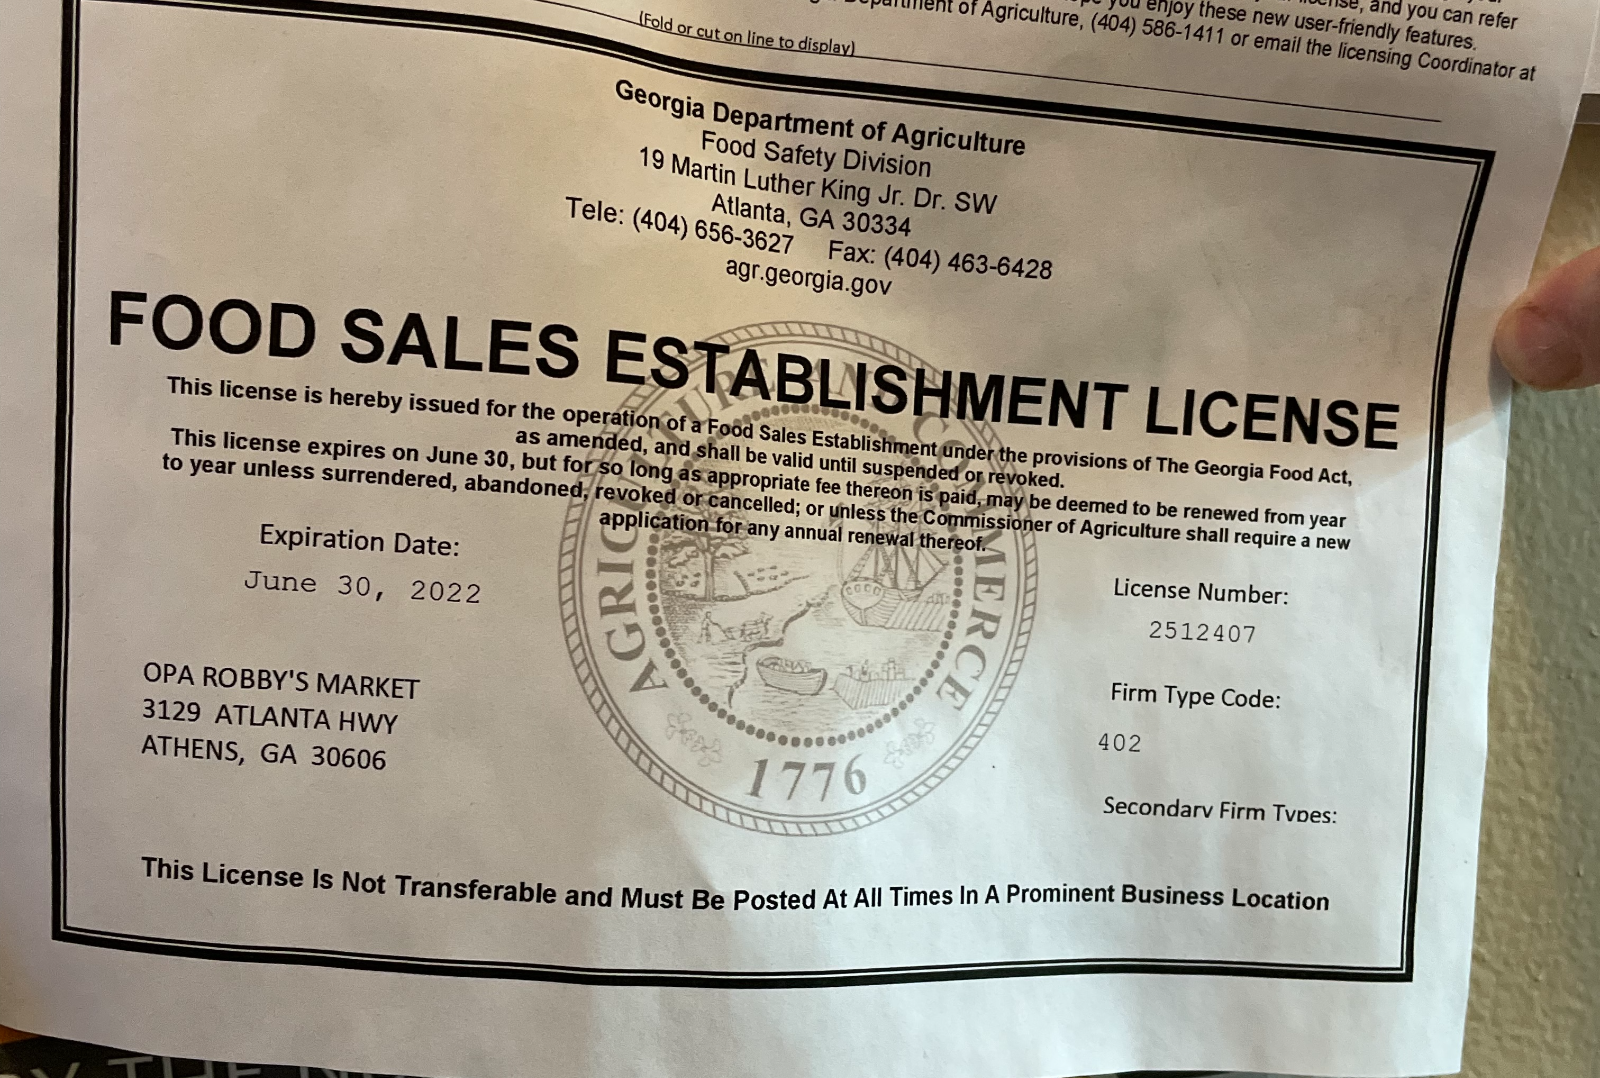 nse, and you can refer
you enjoy these new user-friendly features.
Department of Agriculture, (404) 586-1411 or email the licensing Coordinator at
(Fold or cut on line to display)
Georgia Department of Agriculture
Food Safety Division
19 Martin Luther King Jr. Dr. SW
Atlanta, GA 30334
Tele: (404) 656-3627 Fax: (404) 463-6428
agr.georgia.gov
FOOD SALES ESTABLISHMENT LICENSE
This license is hereby issued for the operation of a Food Sales Establishment under the provisions of The Georgia Food Act,
as amended, and shall be valid until suspended or revoked.
This license expires on June 30, but for so long as appropriate fee thereon is paid, may be deemed to be renewed from year
to year unless surrendered, abandoned, revoked or cancelled; or unless the Commissioner of Agriculture shall require a new
application for any annual renewal thereof.
Expiration Date:
June 30, 2022
License Number:
2512407
OPA ROBBY'S MARKET
3129 ATLANTA HWY
ATHENS, GA 30606
Firm Type Code:
402
Secondary Firm Types:
AGRICULTURE AND COMMERCE
1776
This License Is Not Transferable and Must Be Posted At All Times In A Prominent Business Location
BY THE N